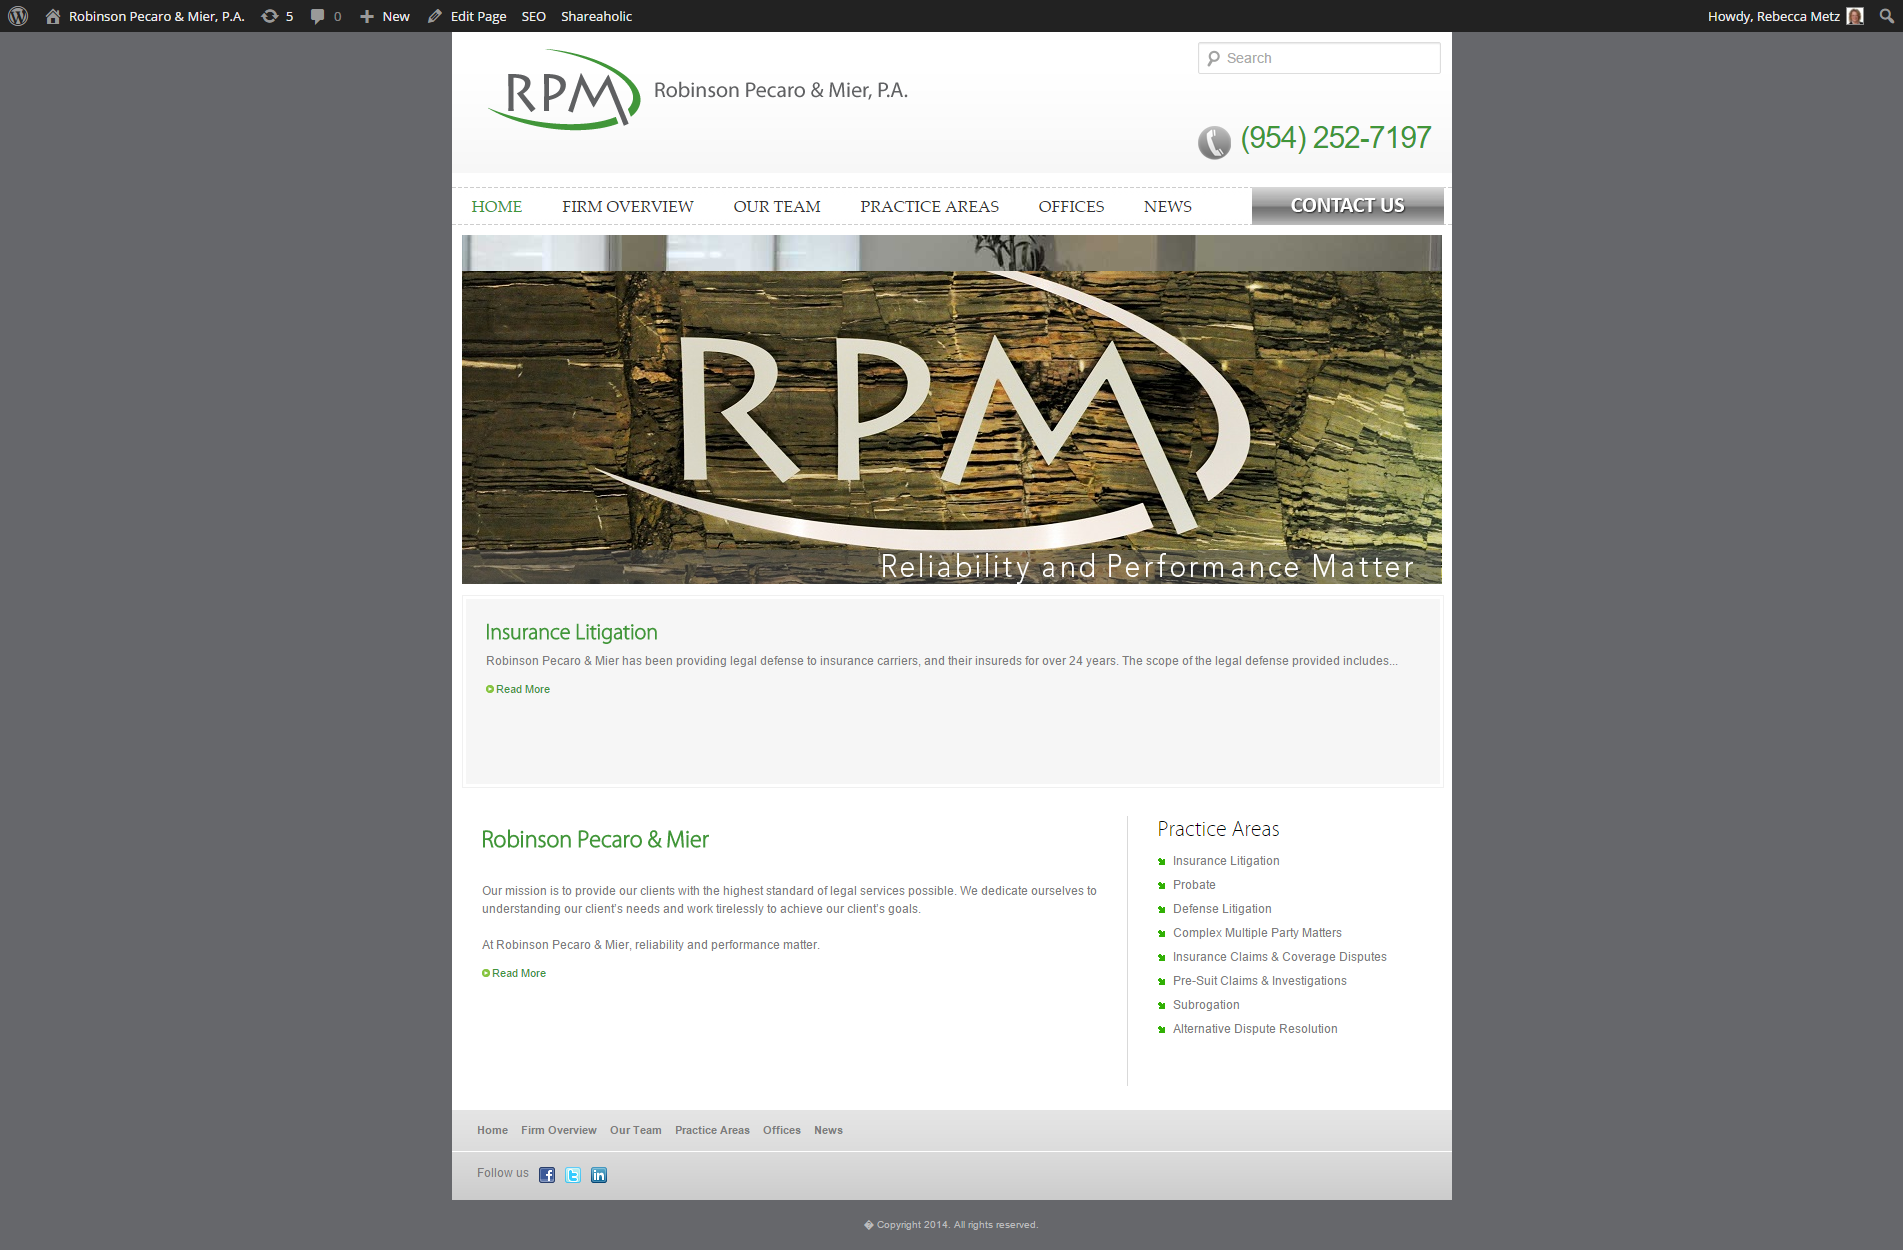 Robinson Pecaro & Mier, P.A. 5 0 New Edit Page SEO Shareaholic Howdy, Rebecca Metz
Search
RPM Robinson Pecaro & Mier, P.A.
(954) 252-7197
HOME FIRM OVERVIEW OUR TEAM PRACTICE AREAS OFFICES NEWS CONTACT US
RPM
Reliability and Performance Matter
Insurance Litigation
Robinson Pecaro & Mier has been providing legal defense to insurance carriers, and their insureds for over 24 years. The scope of the legal defense provided includes...
Read More
Robinson Pecaro & Mier
Our mission is to provide our clients with the highest standard of legal services possible. We dedicate ourselves to
understanding our client's needs and work tirelessly to achieve our client's goals.
At Robinson Pecaro & Mier, reliability and performance matter.
Read More
Practice Areas
Insurance Litigation
Probate
Defense Litigation
Complex Multiple Party Matters
Insurance Claims & Coverage Disputes
Pre-Suit Claims & Investigations
Subrogation
Alternative Dispute Resolution
Home Firm Overview Our Team Practice Areas Offices News
Follow us
� Copyright 2014. All rights reserved.